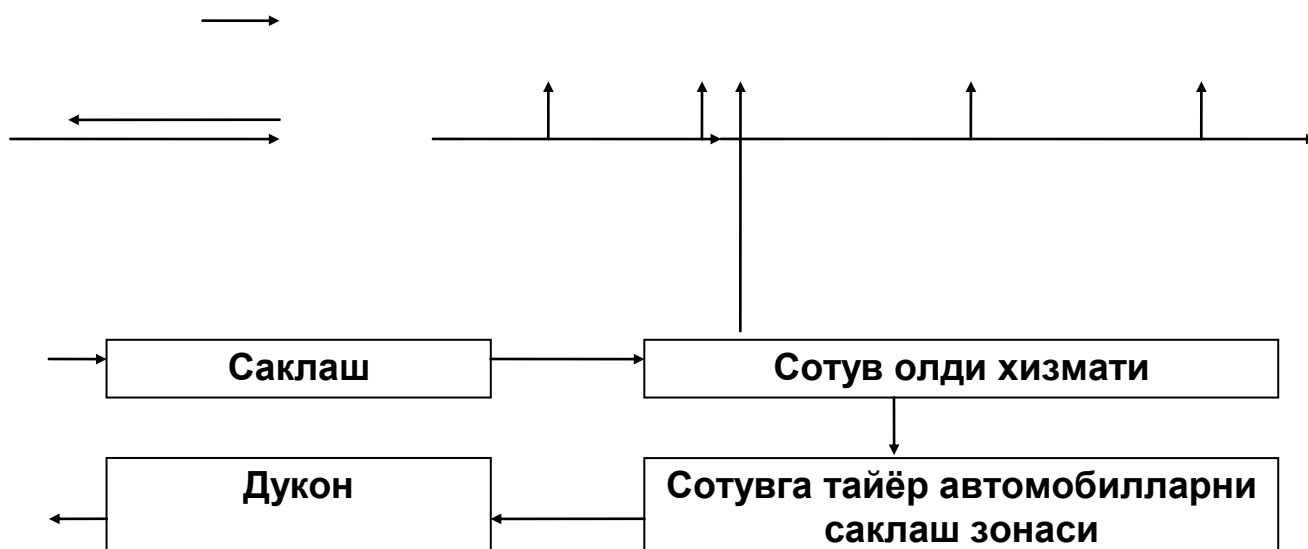 Саклаш
Сотув олди хизмати
Дукон
Сотувга тайёр автомобилларни
саклаш зонаси